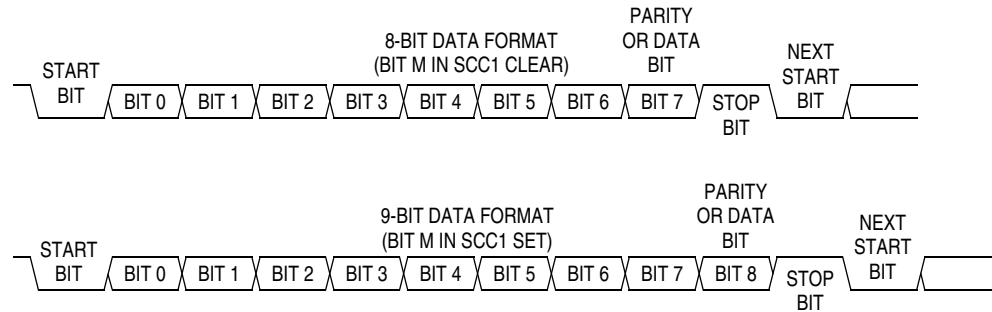 PARITY
OR DATA
BIT
8-BIT DATA FORMAT
(BIT M IN SCC1 CLEAR)
NEXT
START
BIT
START
BIT
BIT 0 BIT 1 BIT 2 BIT 3 BIT 4 BIT 5 BIT 6 BIT 7
STOP
BIT
PARITY
OR DATA
BIT
9-BIT DATA FORMAT
(BIT M IN SCC1 SET)
NEXT
START
BIT
START
BIT
BIT 0 BIT 1 BIT 2 BIT 3 BIT 4 BIT 5 BIT 6 BIT 7 BIT 8
STOP
BIT